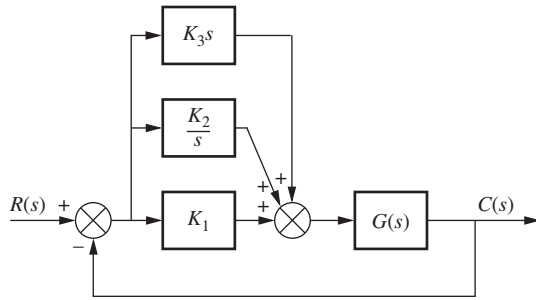 K₃s
K₂
s
R(s) + K₁ + + + G(s) C(s)
−